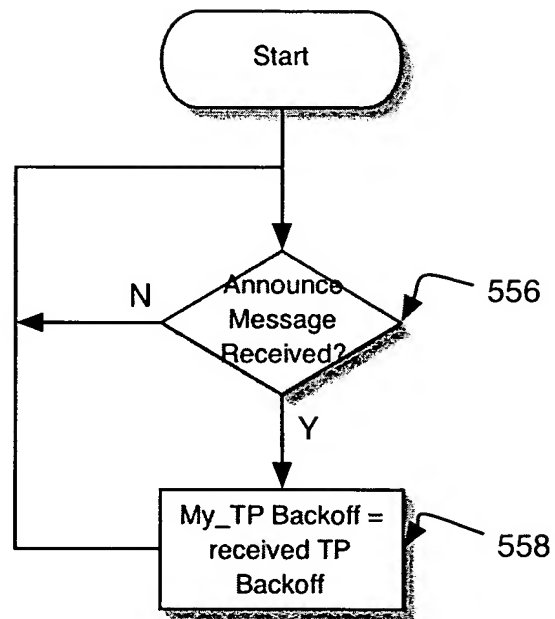 Start
Announce
Message
Received?
N
556
Y
My_TP Backoff =
received TP
Backoff
558